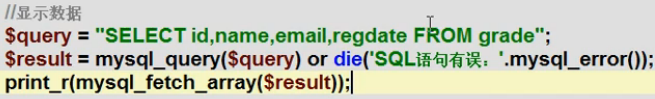 //显示数据
$query = "SELECT id,name,email,regdate FROM grade";
$result = mysql_query($query) or die('SQL语句有误：'.mysql_error());
print_r(mysql_fetch_array($result));